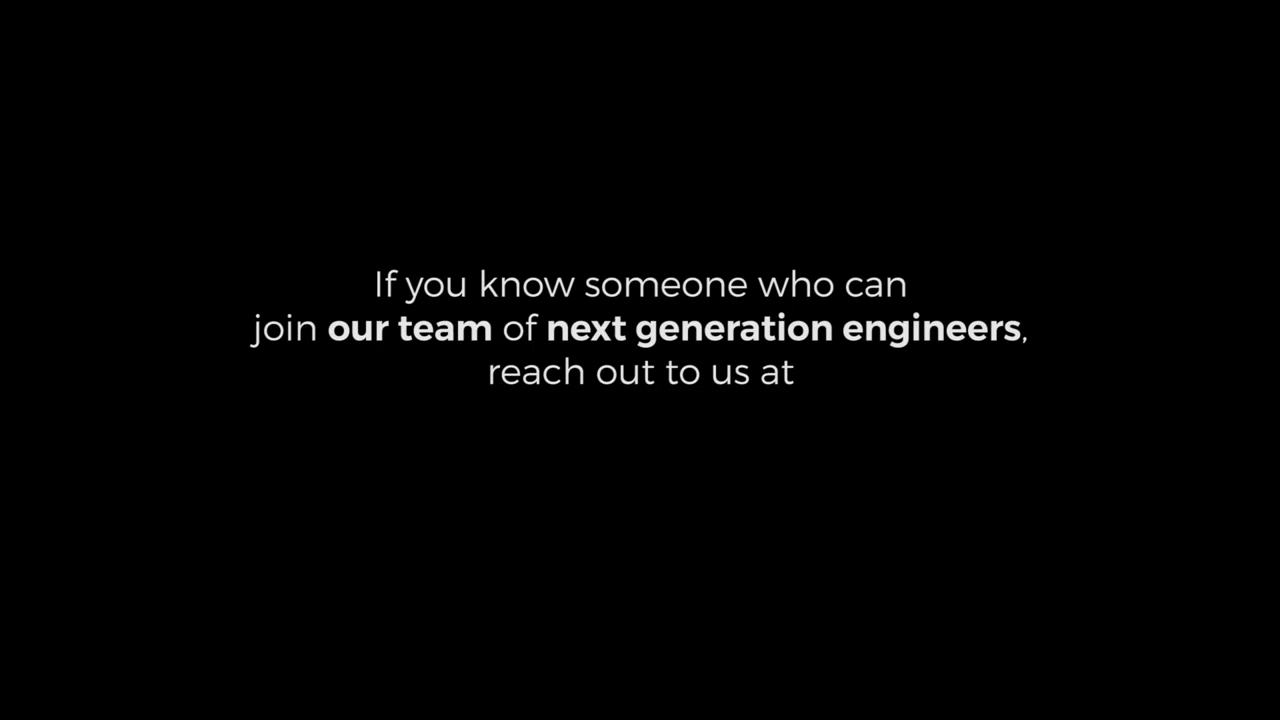 If you know someone who can
join our team of next generation engineers,
reach out to us at